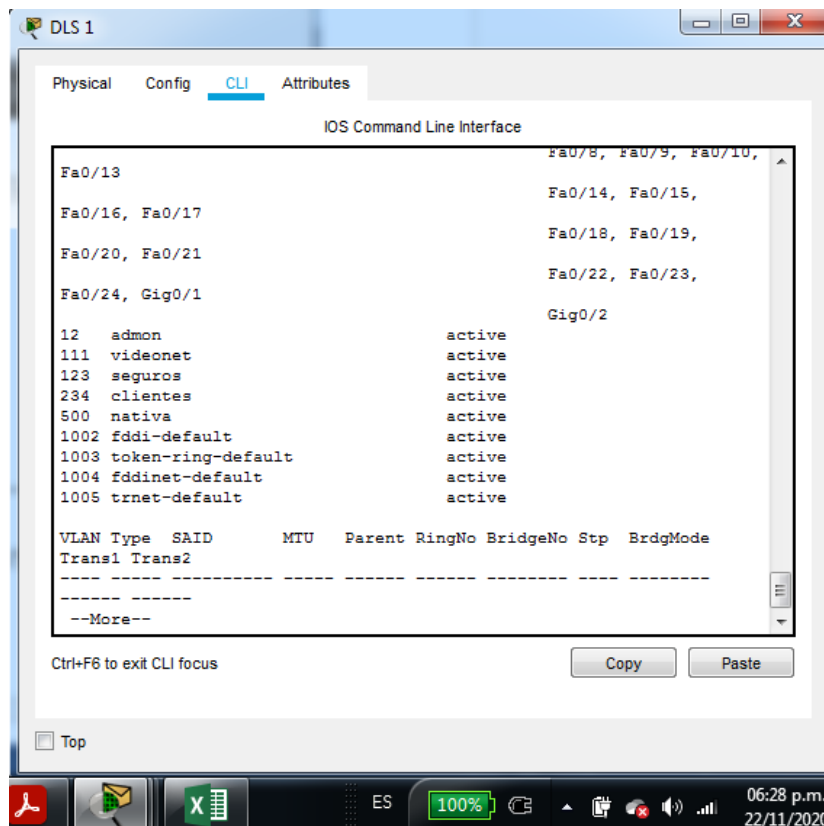 DLS 1
Physical Config CLI Attributes
IOS Command Line Interface
Fa0/8, Fa0/9, Fa0/10,
Fa0/13
Fa0/14, Fa0/15,
Fa0/16, Fa0/17
Fa0/18, Fa0/19,
Fa0/20, Fa0/21
Fa0/22, Fa0/23,
Fa0/24, Gig0/1
Gig0/2
12 admon active
111 videonet active
123 seguros active
234 clientes active
500 nativa active
1002 fddi-default active
1003 token-ring-default active
1004 fddinet-default active
1005 trnet-default active
VLAN Type SAID MTU Parent RingNo BridgeNo Stp BrdgMode
Trans1 Trans2
---- ----- ---------- ----- ------ ------ -------- ---- --------
------ ------
--More--
Ctrl+F6 to exit CLI focus
Copy Paste
Top
ES 100% 06:28 p.m.
22/11/2020